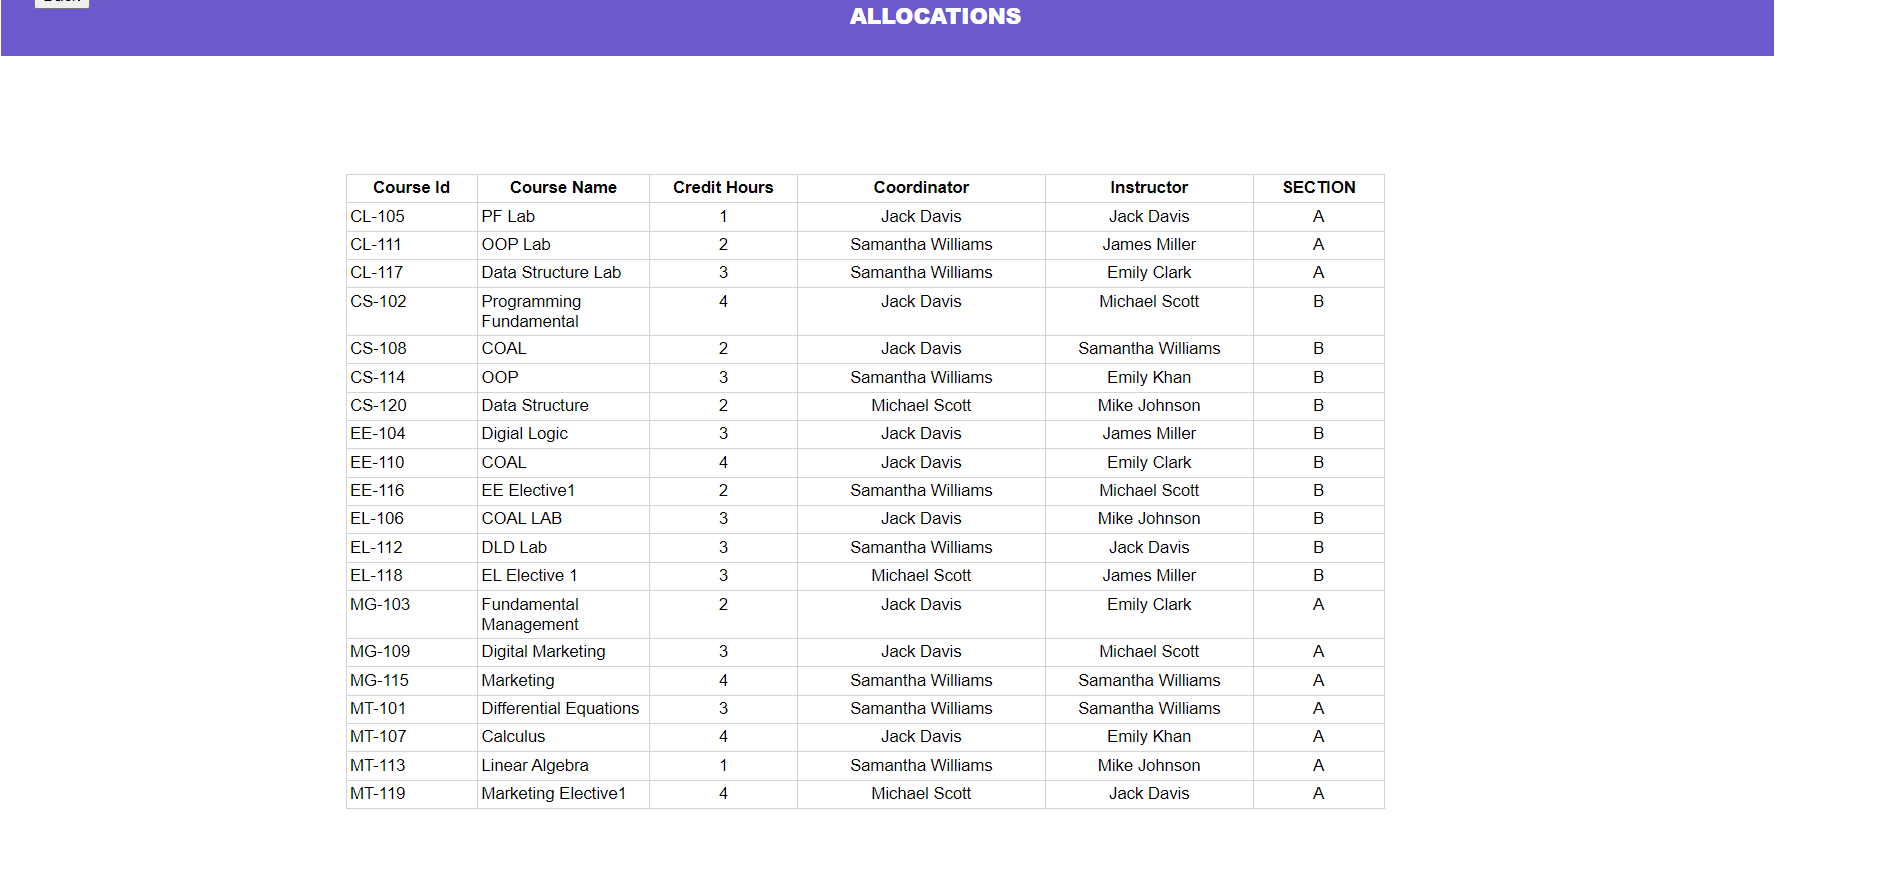 ALLOCATIONS
Course Id Course Name Credit Hours Coordinator Instructor SECTION
CL-105 PF Lab 1 Jack Davis Jack Davis A
CL-111 OOP Lab 2 Samantha Williams James Miller A
CL-117 Data Structure Lab 3 Samantha Williams Emily Clark A
CS-102 Programming 4 Jack Davis Michael Scott B
Fundamental
CS-108 COAL 2 Jack Davis Samantha Williams B
CS-114 OOP 3 Samantha Williams Emily Khan B
CS-120 Data Structure 2 Michael Scott Mike Johnson B
EE-104 Digial Logic 3 Jack Davis James Miller B
EE-110 COAL 4 Jack Davis Emily Clark B
EE-116 EE Elective1 2 Samantha Williams Michael Scott B
EL-106 COAL LAB 3 Jack Davis Mike Johnson B
EL-112 DLD Lab 3 Samantha Williams Jack Davis B
EL-118 EL Elective 1 3 Michael Scott James Miller B
MG-103 Fundamental 2 Jack Davis Emily Clark A
Management
MG-109 Digital Marketing 3 Jack Davis Michael Scott A
MG-115 Marketing 4 Samantha Williams Samantha Williams A
MT-101 Differential Equations 3 Samantha Williams Samantha Williams A
MT-107 Calculus 4 Jack Davis Emily Khan A
MT-113 Linear Algebra 1 Samantha Williams Mike Johnson A
MT-119 Marketing Elective1 4 Michael Scott Jack Davis A